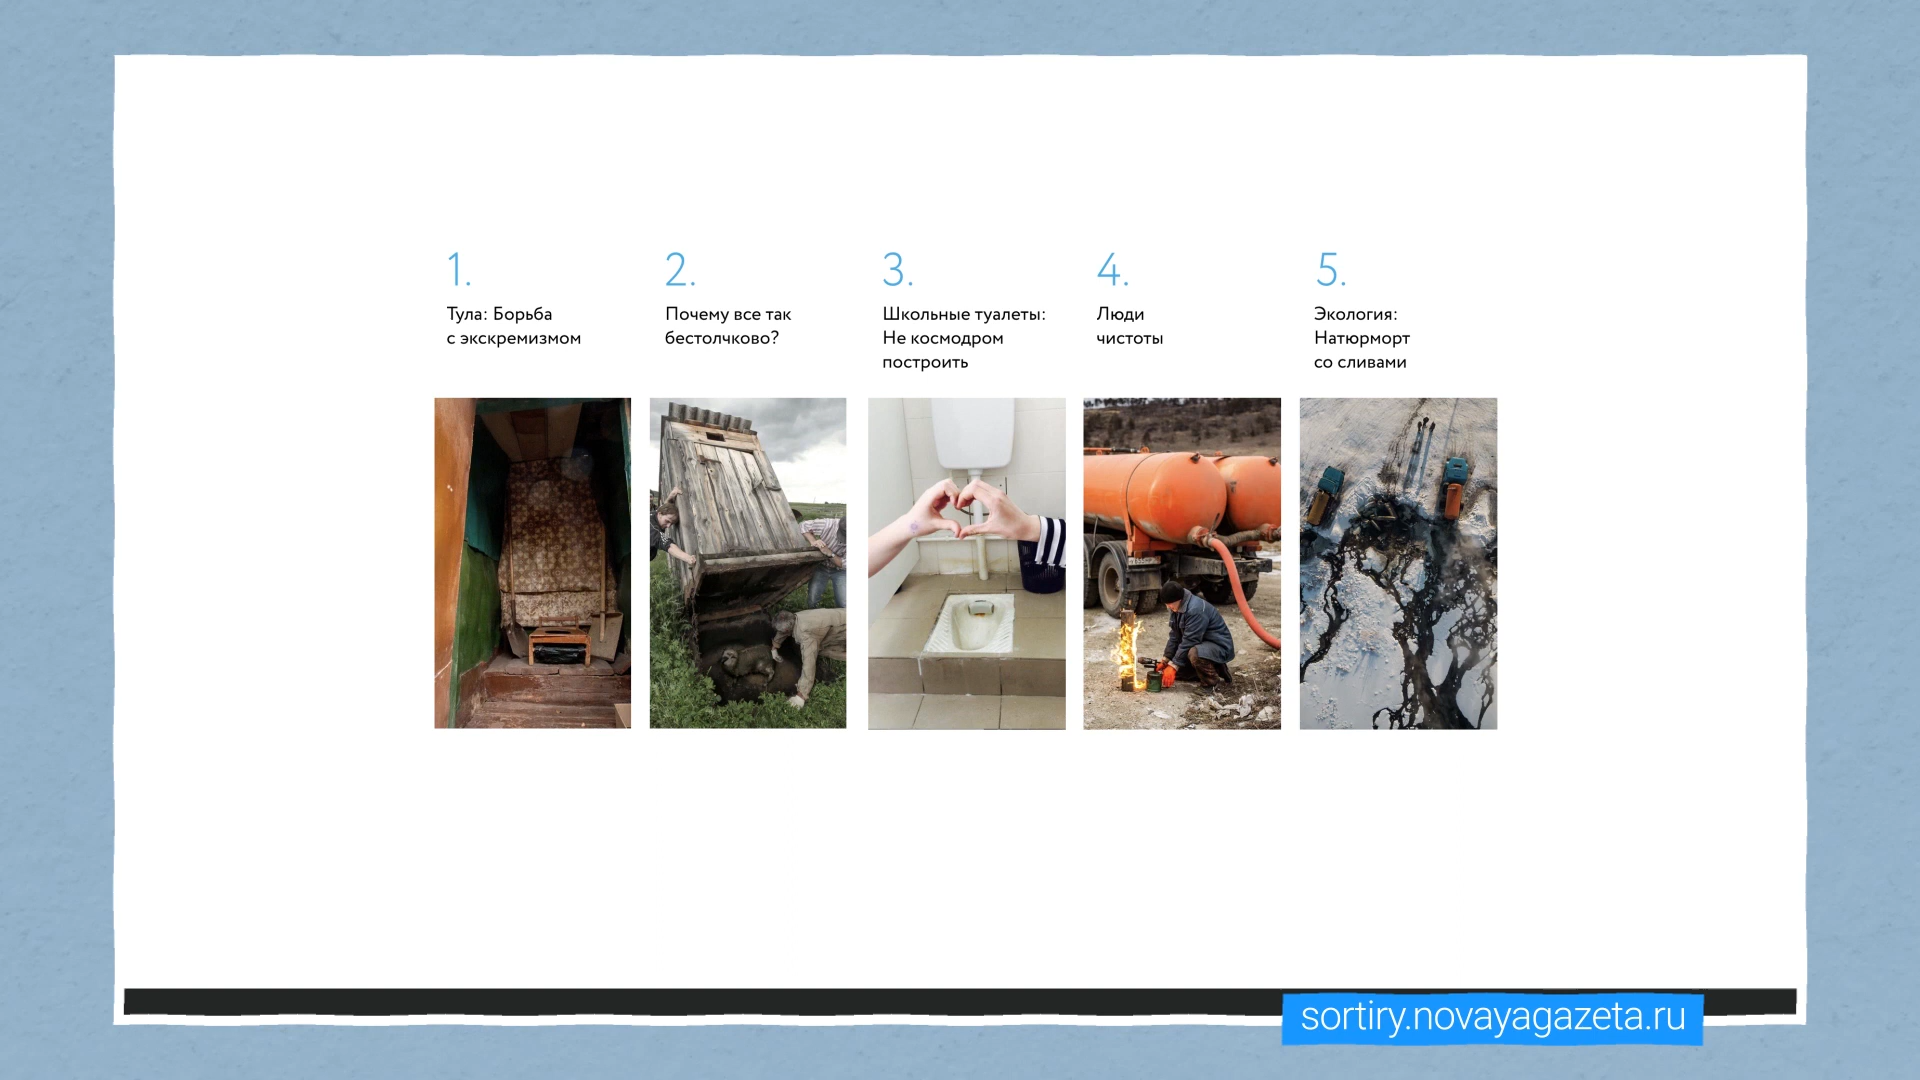 1.
Тула: Борьба
с экскремизмом
2.
Почему все так
бестолчково?
3.
Школьные туалеты:
Не космодром
построить
4.
Люди
чистоты
5.
Экология:
Натюрморт
со сливами
sortiry.novayagazeta.ru